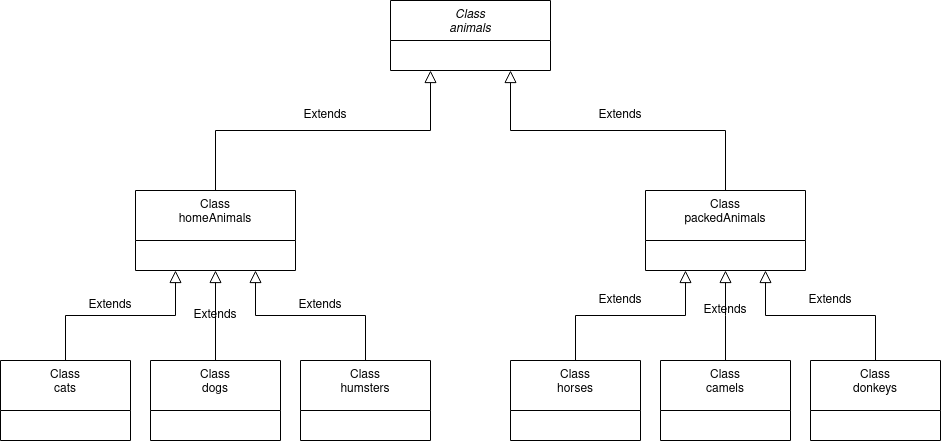 Class
animals
Extends
Extends
Class
homeAnimals
Class
packedAnimals
Extends
Extends
Extends
Extends
Extends
Extends
Class
cats
Class
dogs
Class
humsters
Class
horses
Class
camels
Class
donkeys